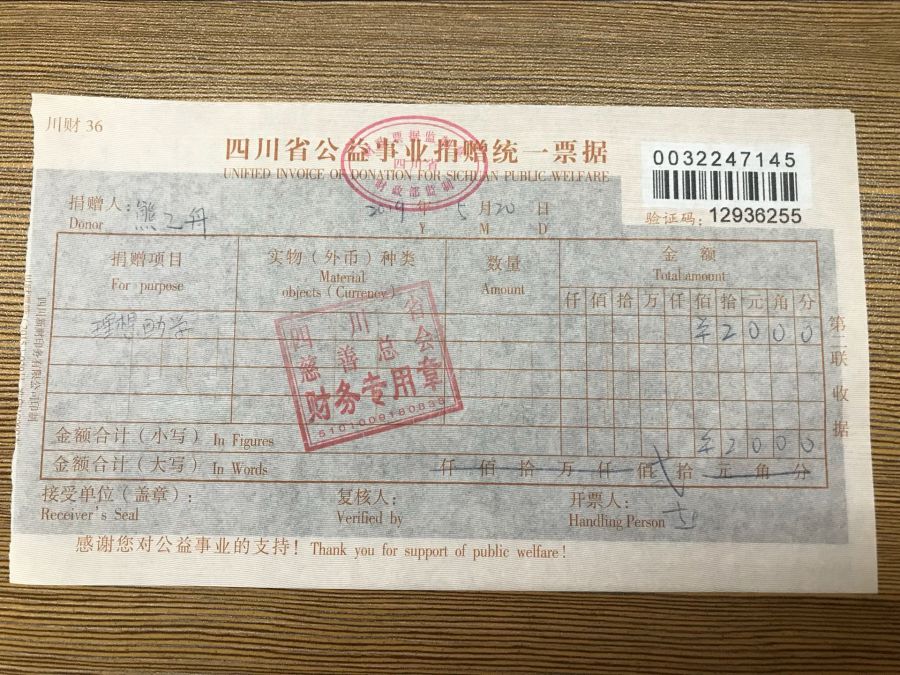 川财 36
四川省公益事业捐赠统一票据
UNIFIED INVOICE OF DONATION FOR SICHUAN PUBLIC WELFARE
四川省
财政部监制
0032247145
验证码: 12936255
捐赠人:
Donor
2019 年 5 月 20 日
Y M D
捐赠项目
For purpose
实物（外币）种类
Material
objects (Currency)
数量
Amount
金额
Total amount
仟 佰 拾 万 仟 佰 拾 元 角 分
理想助学
¥ 2 0 0 0
四川省
慈善总会
财务专用章
金额合计（小写） In Figures
¥ 2 0 0 0
金额合计（大写） In Words
仟 佰 拾 万 仟 佰 拾 元 角 分
接受单位（盖章）:
Receiver's Seal
复核人:
Verified by
开票人:
Handling Person
第二联 收据
感谢您对公益事业的支持! Thank you for support of public welfare!